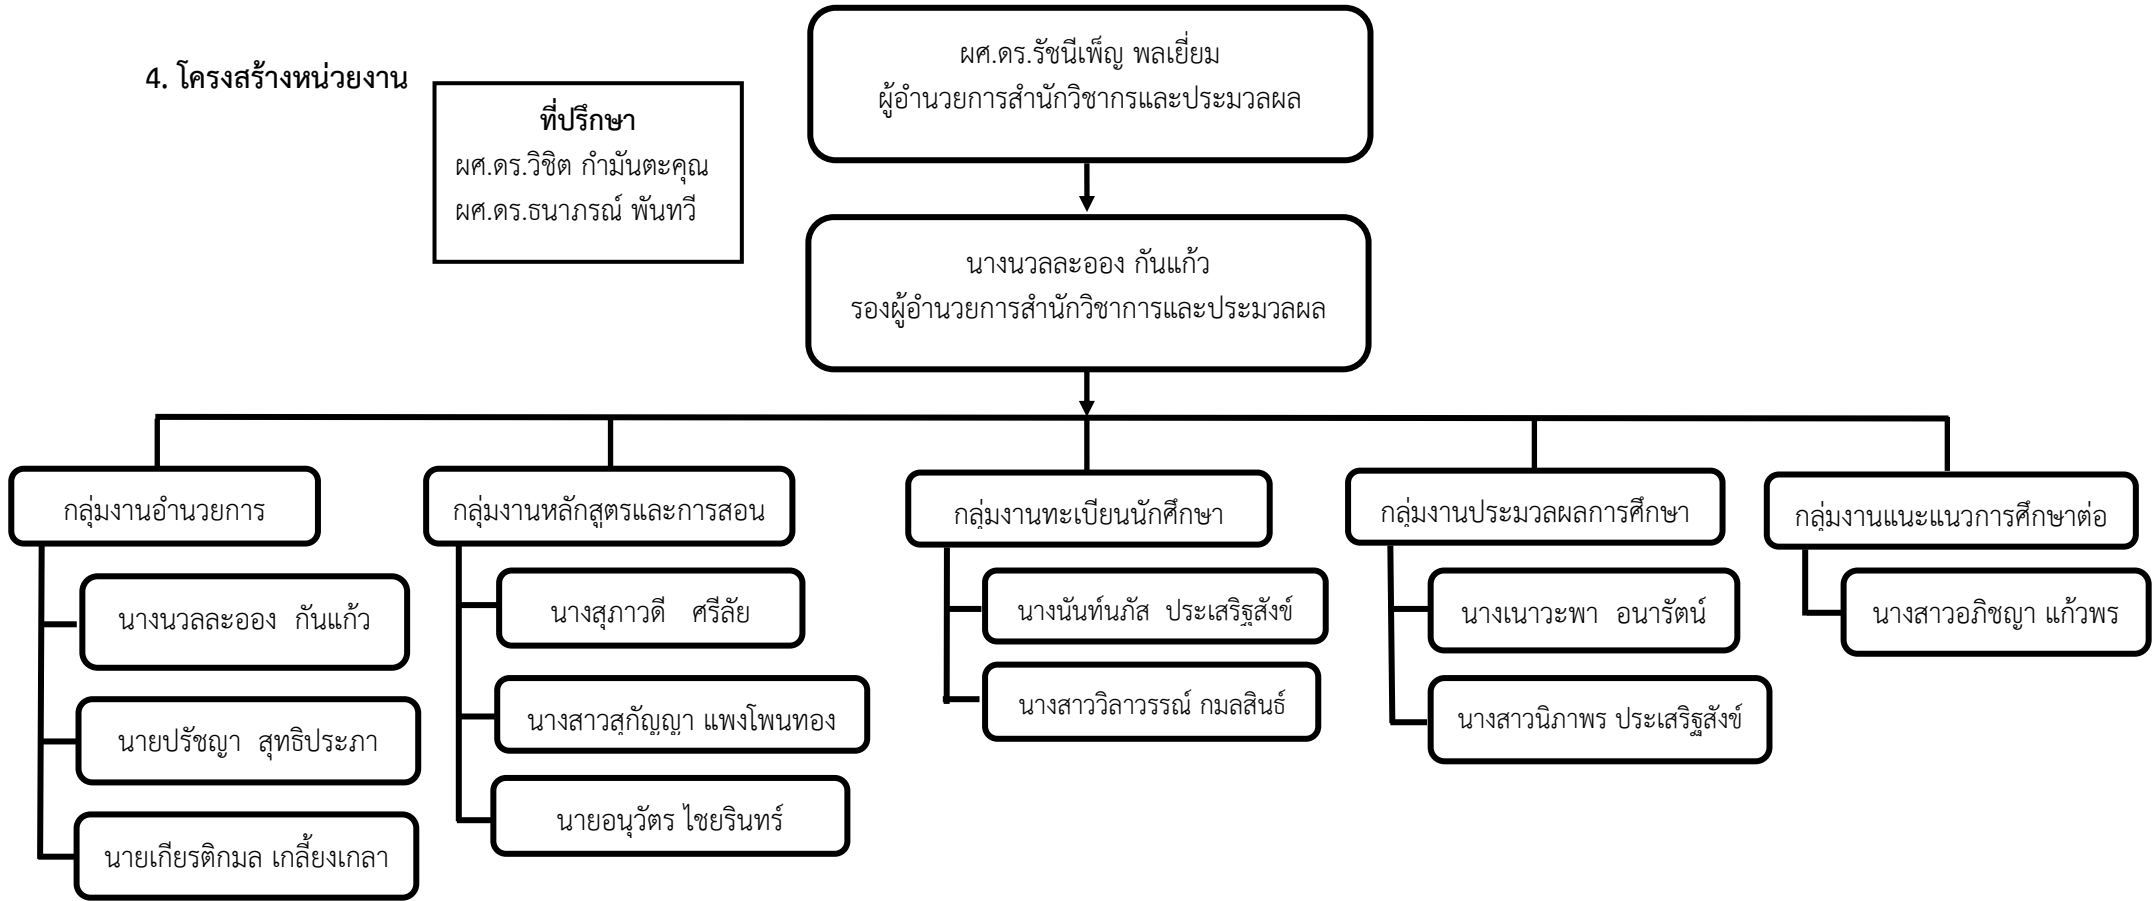 4. โครงสร้างหน่วยงาน
ที่ปรึกษา
ผศ.ดร.วิชิต กำมันตะคุณ
ผศ.ดร.ธนาภรณ์ พันทวี
ผศ.ดร.รัชนีเพ็ญ พลเยี่ยม
ผู้อำนวยการสำนักวิชากรและประมวลผล
นางนวลละออง กันแก้ว
รองผู้อำนวยการสำนักวิชาการและประมวลผล
กลุ่มงานอำนวยการ
นางนวลละออง กันแก้ว
นายปรัชญา สุทธิประภา
นายเกียรติกมล เกลี้ยงเกลา
กลุ่มงานหลักสูตรและการสอน
นางสุภาวดี ศรีลัย
นางสาวสุกัญญา แพงโพนทอง
นายอนุวัตร ไชยรินทร์
กลุ่มงานทะเบียนนักศึกษา
นางนันท์นภัส ประเสริฐสังข์
นางสาววิลาวรรณ์ กมลสินธ์
กลุ่มงานประมวลผลการศึกษา
นางเนาวะพา อนารัตน์
นางสาวนิภาพร ประเสริฐสังข์
กลุ่มงานแนะแนวการศึกษาต่อ
นางสาวอภิชญา แก้วพร